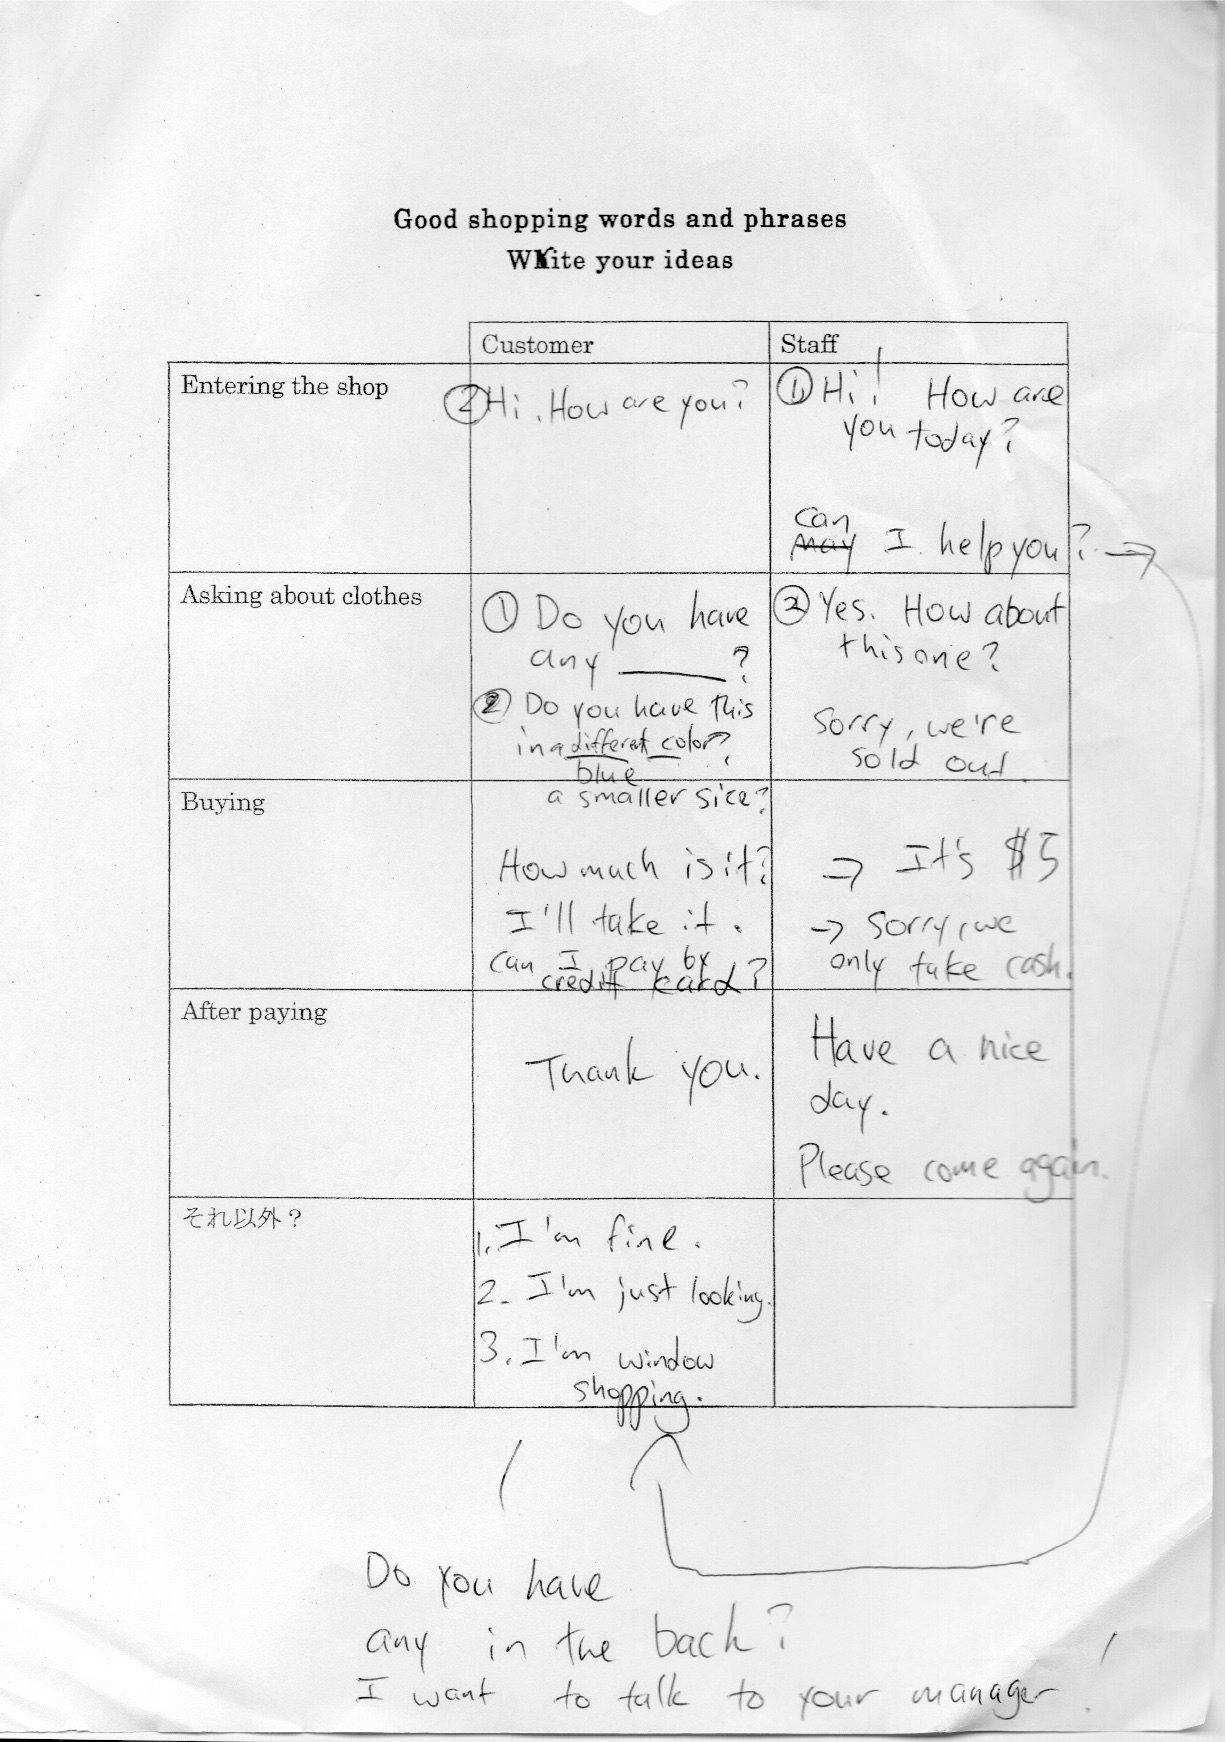 Good shopping words and phrases
Write your ideas
Customer
Staff
Entering the shop
② Hi. How are you?
① Hi! How are
you today?
can
May I help you? →
Asking about clothes
① Do you have
any ______?
② Do you have this
in a different color?
blue
a smaller size?
③ Yes. How about
this one?
Sorry, we're
sold out.
Buying
How much is it?
I'll take it.
can I pay by
credit card?
⇒ It's $5
→ Sorry, we
only take cash.
After paying
Thank you.
Have a nice
day.
Please come again.
それ以外？
1. I'm fine.
2. I'm just looking.
3. I'm window
shopping.
Do you have
any in the back?
I want to talk to your manager.